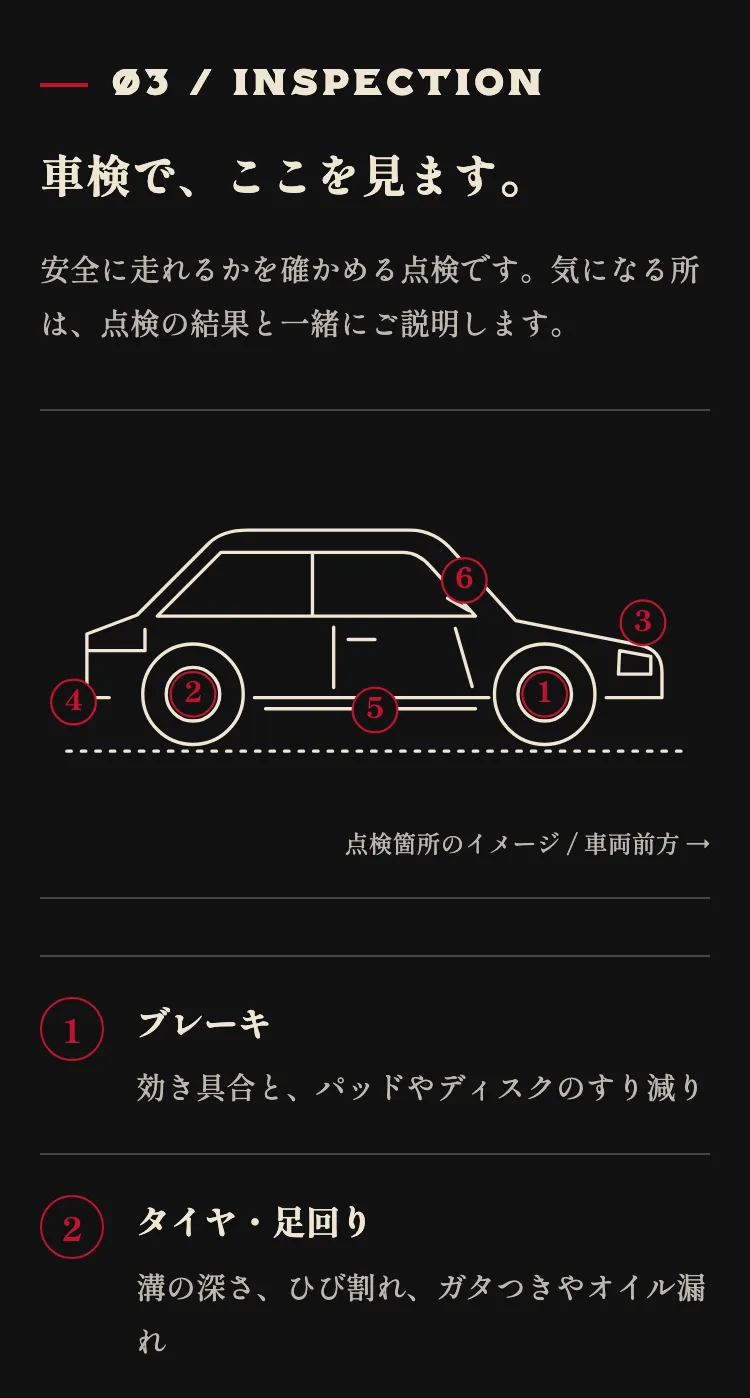 03 / INSPECTION
車検で、ここを見ます。
安全に走れるかを確かめる点検です。気になる所
は、点検の結果と一緒にご説明します。
6
3
4
2
5
1
点検箇所のイメージ / 車両前方 →
1
ブレーキ
効き具合と、パッドやディスクのすり減り
2
タイヤ・足回り
溝の深さ、ひび割れ、ガタつきやオイル漏
れ